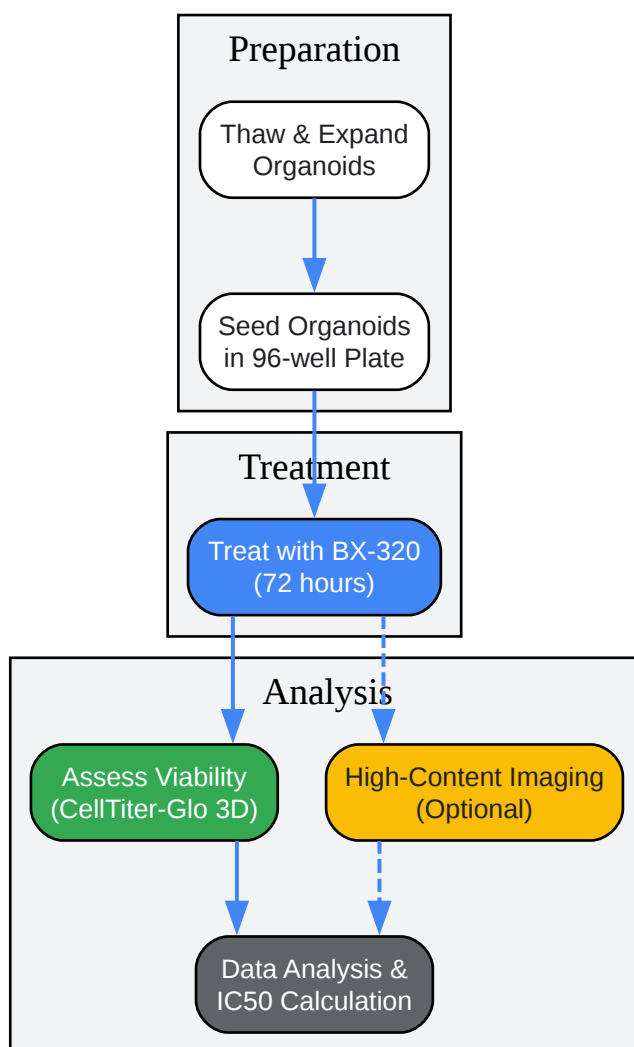 Preparation
Thaw & Expand
Organoids
Seed Organoids
in 96-well Plate
Treatment
Treat with BX-320
(72 hours)
Analysis
Assess Viability
(CellTiter-Glo 3D)
High-Content Imaging
(Optional)
Data Analysis &
IC50 Calculation